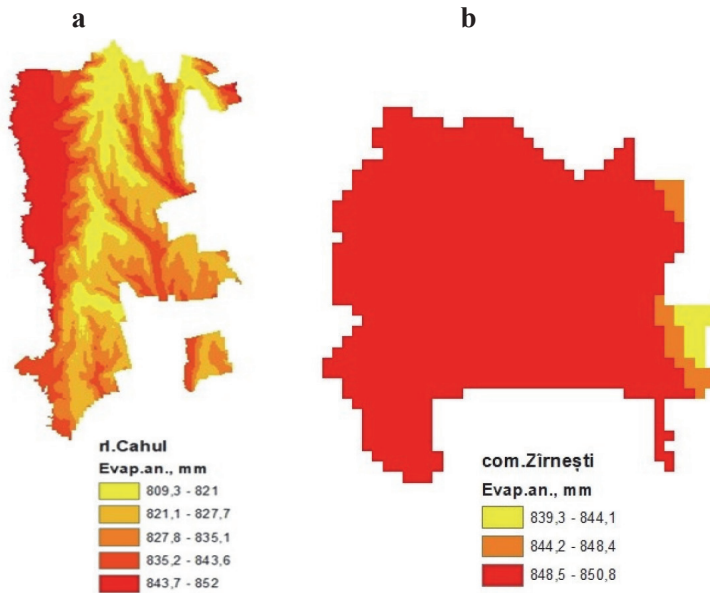 a
b
rl.Cahul
Evap.an., mm
809,3 - 821
821,1 - 827,7
827,8 - 835,1
835,2 - 843,6
843,7 - 852
com.Zîrnești
Evap.an., mm
839,3 - 844,1
844,2 - 848,4
848,5 - 850,8